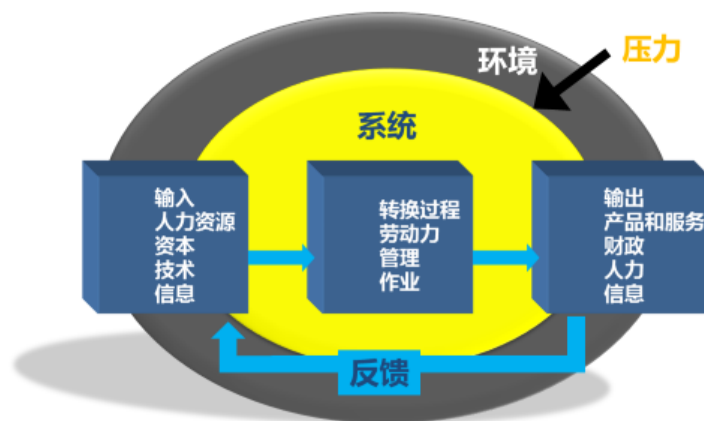 环境
压力
系统
输入
人力资源
资本
技术
信息
转换过程
劳动力
管理
作业
输出
产品和服务
财政
人力
信息
反馈